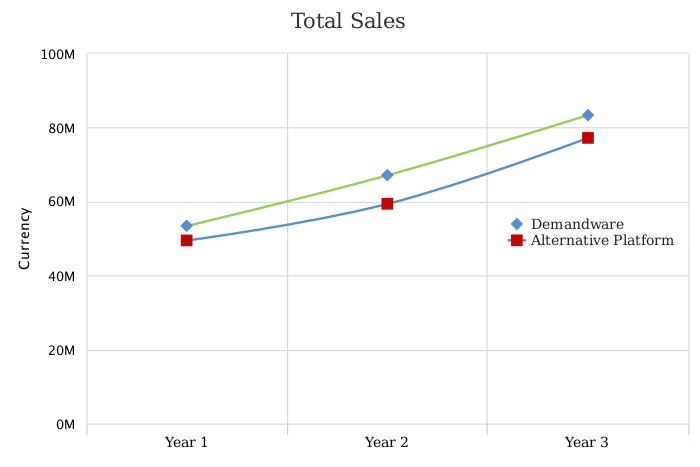 Total Sales
100M
80M
60M
40M
20M
0M
Currency
Demandware
Alternative Platform
Year 1
Year 2
Year 3